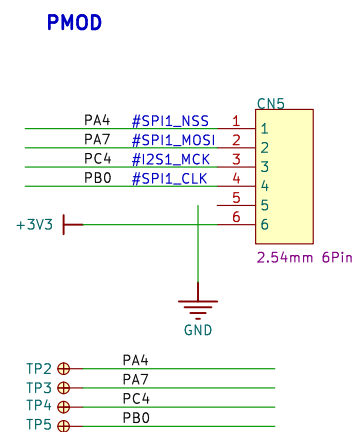 PMOD
CN5
PA4 #SPI1_NSS 1 1
PA7 #SPI1_MOSI 2 2
PC4 #I2S1_MCK 3 3
PB0 #SPI1_CLK 4 4
5 5
+3V3 6 6
2.54mm 6Pin
GND
TP2 PA4
TP3 PA7
TP4 PC4
TP5 PB0